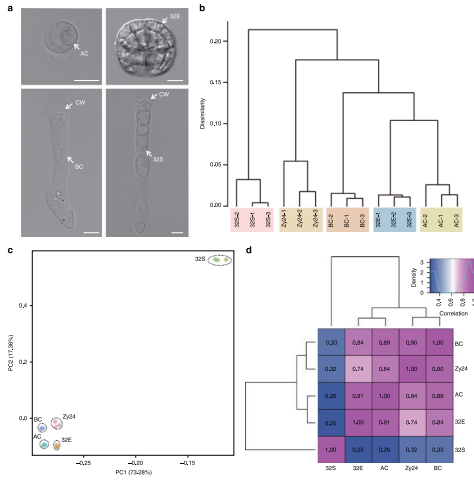 a
AC
32E
CW
BC
CW
32S
b
Dissimilarity
0.20
0.15
0.10
0.05
0.00
32S-2
32S-1
32S-3
Zy24-1
Zy24-2
Zy24-3
BC-2
BC-1
BC-3
32E-1
32E-2
32E-3
AC-2
AC-1
AC-3
c
PC2 (17.36%)
0.4
0.2
0.0
32S
BC
Zy24
AC
32E
−0.25
−0.20
−0.15
PC1 (73.28%)
d
Density
3
2
1
0
0.4
0.6
0.8
Correlation
0.33 0.84 0.89 0.90 1.00 BC
0.32 0.74 0.84 1.00 0.90 Zy24
0.26 0.91 1.00 0.84 0.89 AC
0.25 1.00 0.91 0.74 0.84 32E
1.00 0.25 0.26 0.32 0.33 32S
32S 32E AC Zy24 BC